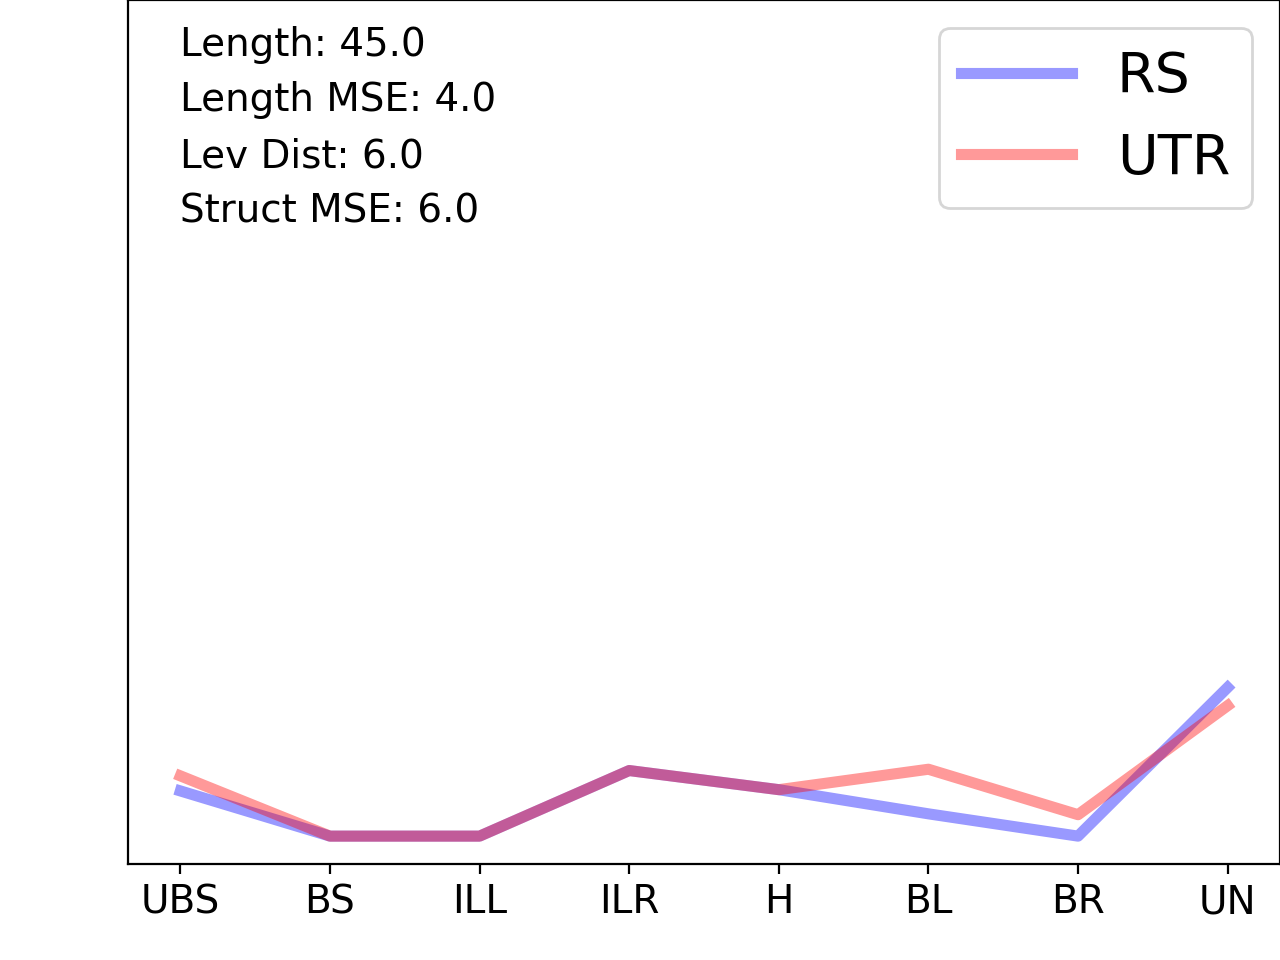 Length: 45.0
Length MSE: 4.0
Lev Dist: 6.0
Struct MSE: 6.0
RS
UTR
UBS BS ILL ILR H BL BR UN